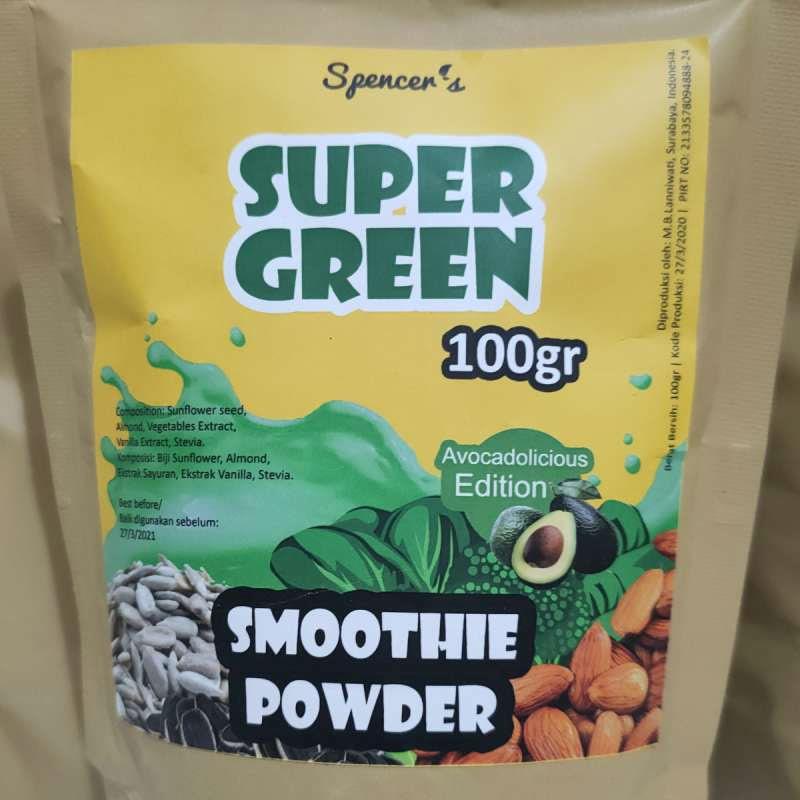 Spencer's
SUPER
GREEN
100gr
Composition: Sunflower seed,
Almond, Vegetables Extract,
Vanilla Extract, Stevia.
Komposisi: Biji Sunflower, Almond,
Ekstrak Sayuran, Ekstrak Vanilla, Stevia.
Best before/
Baik digunakan sebelum:
27/3/2021
Avocadolicious
Edition
SMOOTHIE
POWDER
Diproduksi oleh: M.B.Lanniwati, Surabaya, Indonesia.
Berat Bersih: 100gr | Kode Produksi: 27/3/2020 | PIRT NO: 2133578094888-24